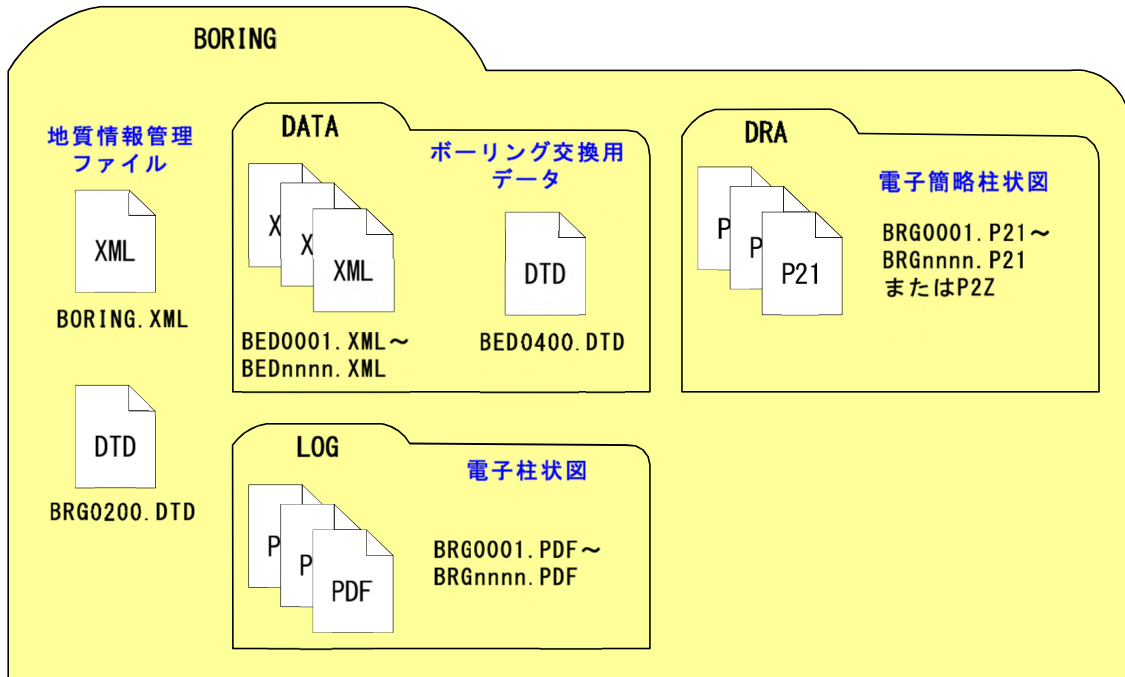 BORING
地質情報管理
ファイル
XML
BORING.XML
DTD
BRG0200.DTD
DATA
ボーリング交換用
データ
X
X
XML
BED0001.XML～
BEDnnnn.XML
DTD
BED0400.DTD
DRA
電子簡略柱状図
P
P
P21
BRG0001.P21～
BRGnnnn.P21
またはP2Z
LOG
電子柱状図
P
P
PDF
BRG0001.PDF～
BRGnnnn.PDF